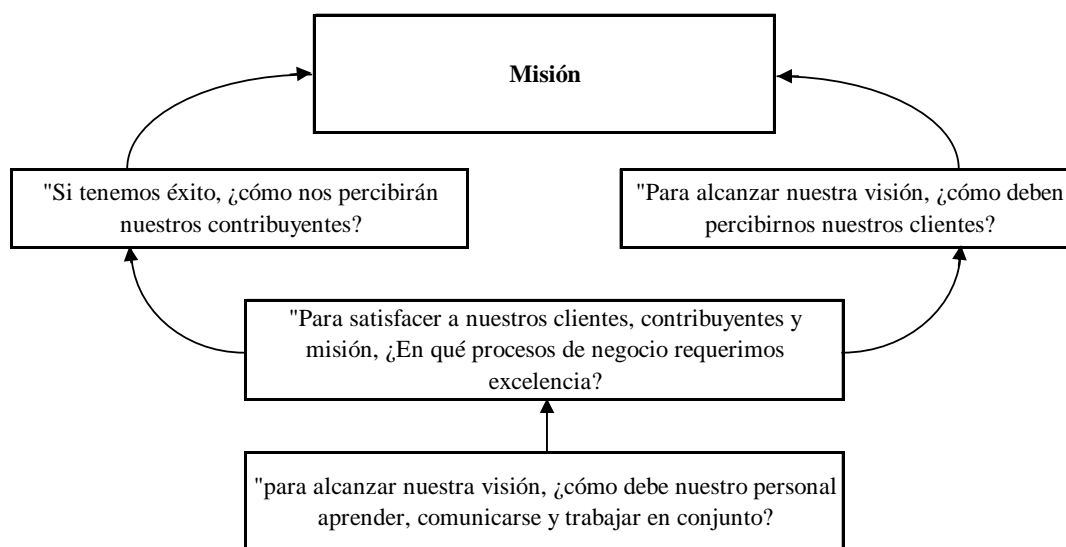 Misión
"Si tenemos éxito, ¿cómo nos percibirán
nuestros contribuyentes?
"Para alcanzar nuestra visión, ¿cómo deben
percibirnos nuestros clientes?
"Para satisfacer a nuestros clientes, contribuyentes y
misión, ¿En qué procesos de negocio requerimos
excelencia?
"para alcanzar nuestra visión, ¿cómo debe nuestro personal
aprender, comunicarse y trabajar en conjunto?